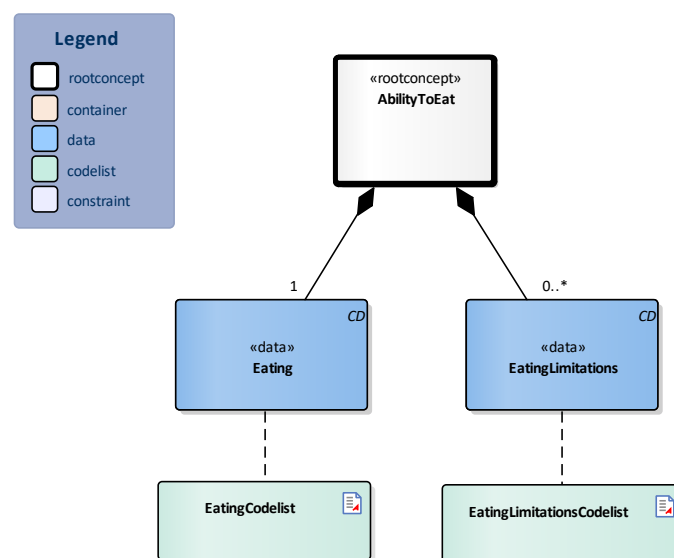 Legend
rootconcept
container
data
codelist
constraint
«rootconcept»
AbilityToEat
1
0..*
CD
«data»
Eating
CD
«data»
EatingLimitations
EatingCodelist
EatingLimitationsCodelist